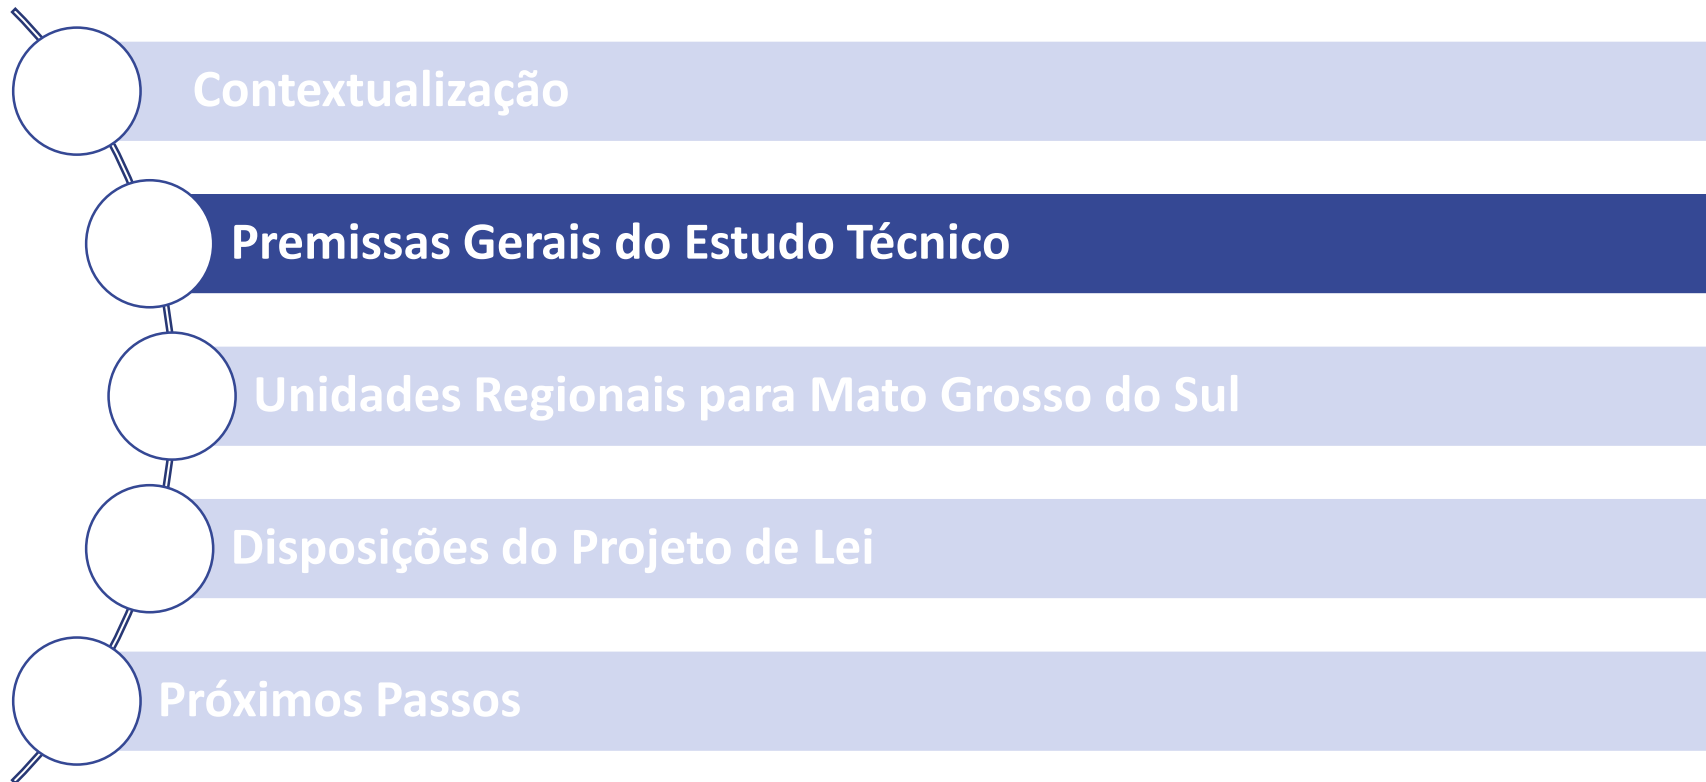 Contextualização
Premissas Gerais do Estudo Técnico
Unidades Regionais para Mato Grosso do Sul
Disposições do Projeto de Lei
Próximos Passos